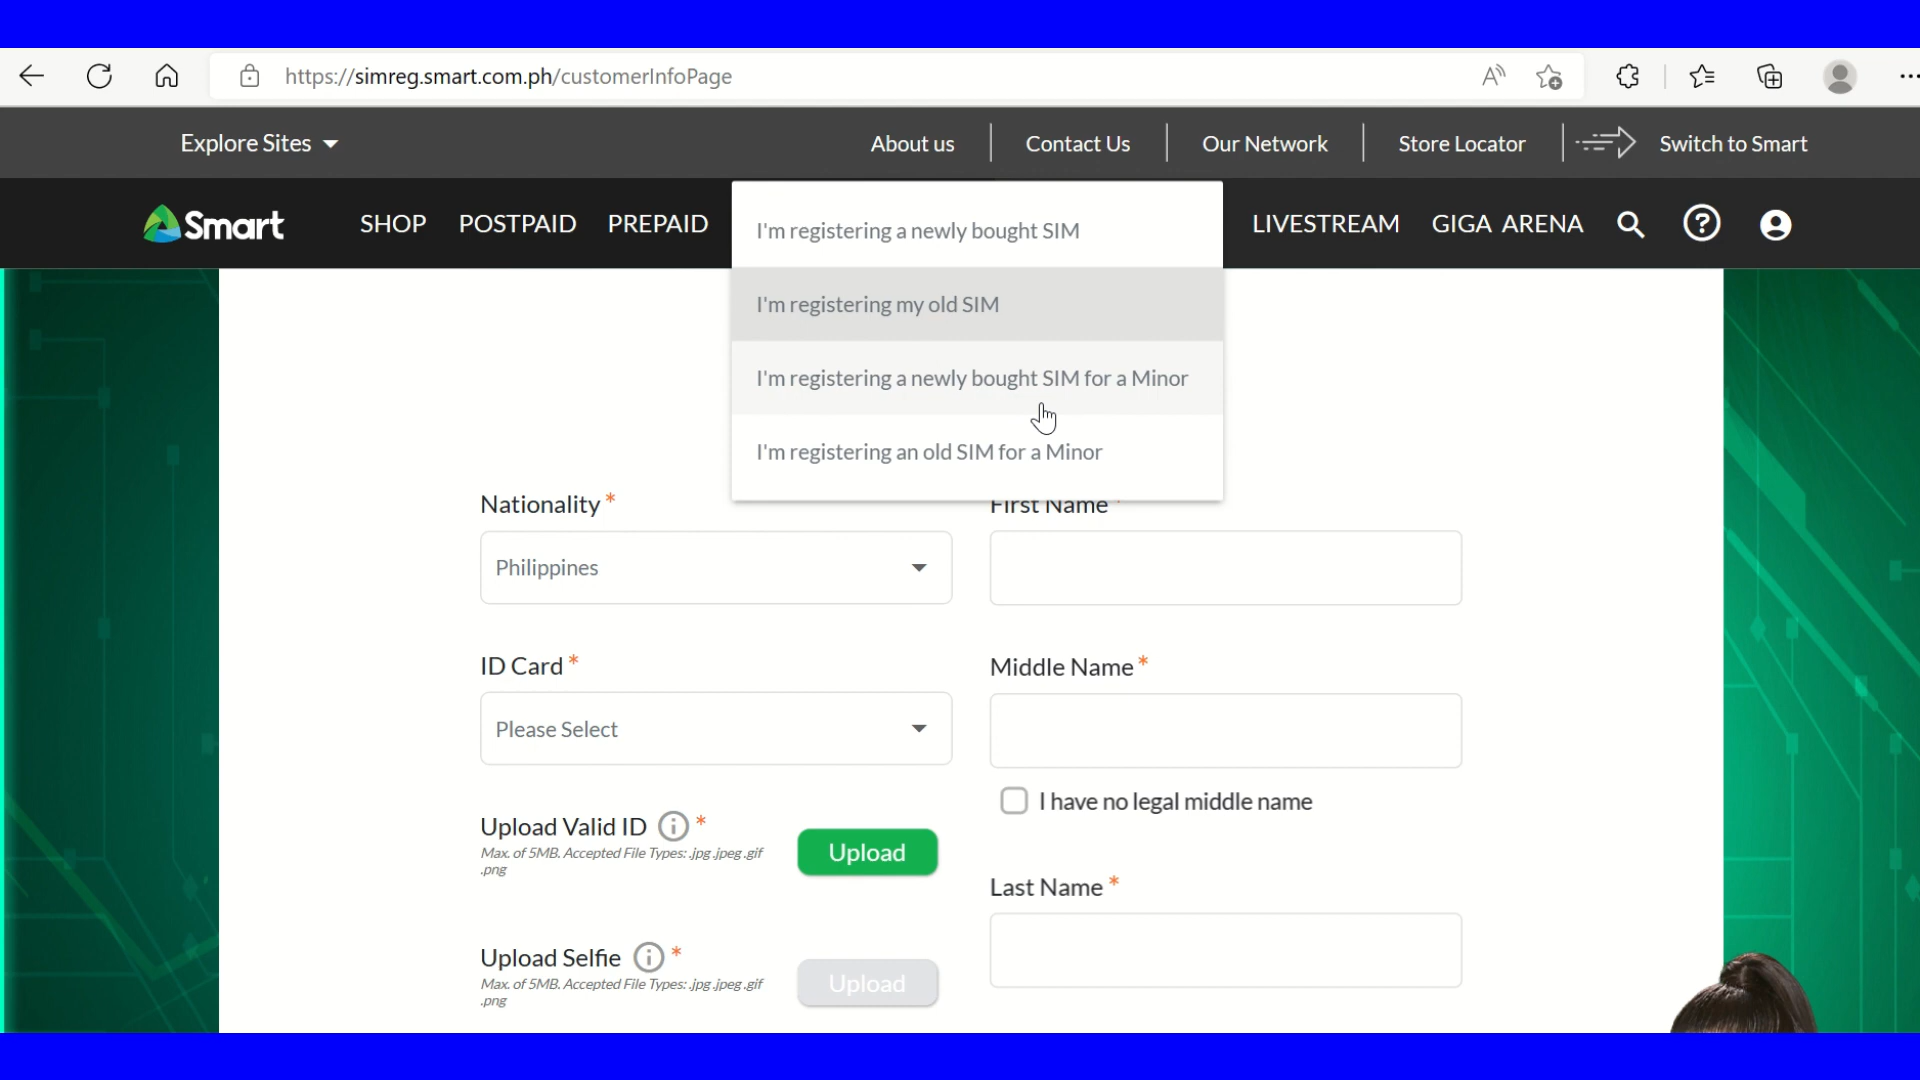 https://simreg.smart.com.ph/customerInfoPage
Explore Sites
About us
Contact Us
Our Network
Store Locator
Switch to Smart
Smart
SHOP
POSTPAID
PREPAID
LIVESTREAM
GIGA ARENA
I'm registering a newly bought SIM
I'm registering my old SIM
I'm registering a newly bought SIM for a Minor
I'm registering an old SIM for a Minor
Nationality *
Philippines
ID Card *
Please Select
Upload Valid ID *
Max. of 5MB. Accepted File Types: .jpg .jpeg .gif
.png
Upload
Upload Selfie *
Max. of 5MB. Accepted File Types: .jpg .jpeg .gif
.png
Upload
First Name *
Middle Name *
I have no legal middle name
Last Name *